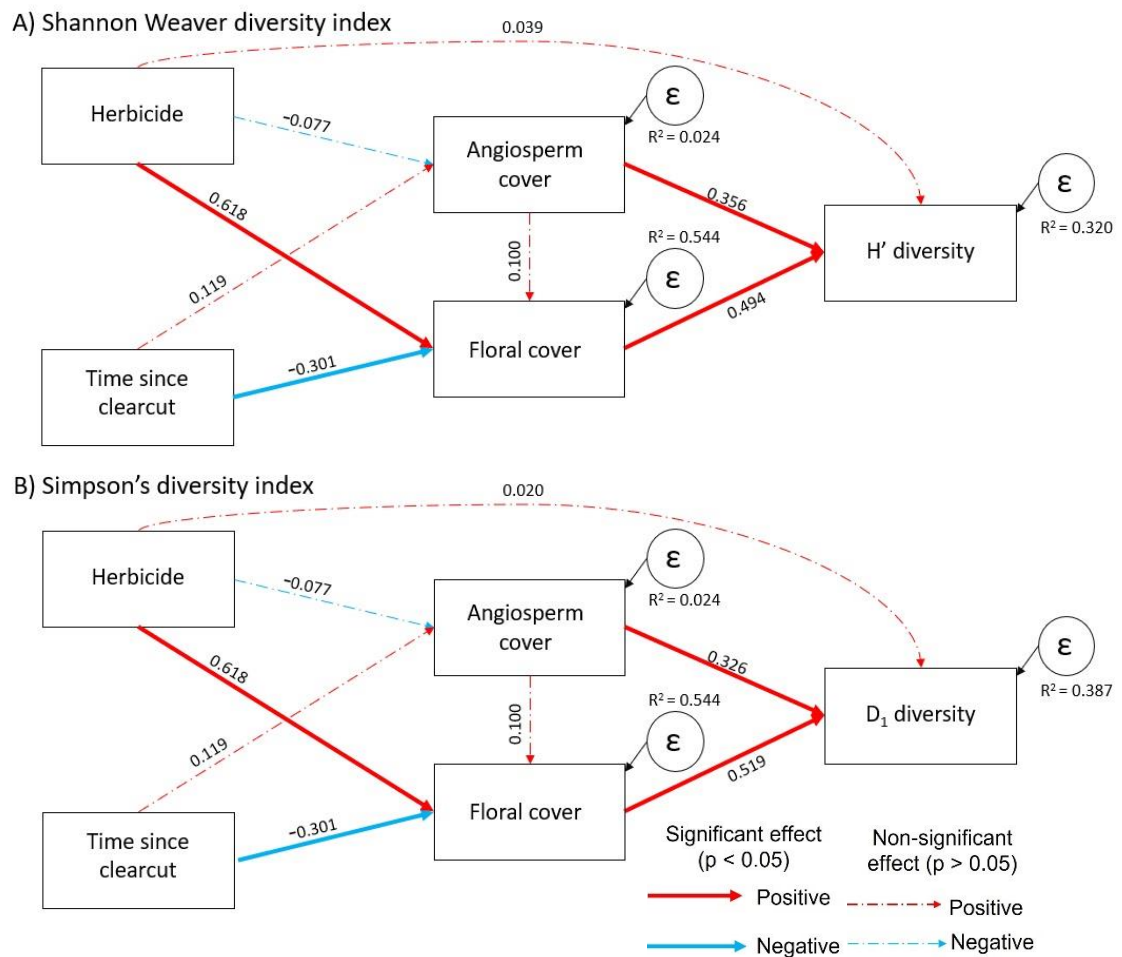 A) Shannon Weaver diversity index
0.039
Herbicide
−0.077
ε
R² = 0.024
Angiosperm
cover
0.618
0.356
ε
R² = 0.320
H’ diversity
0.119
0.100
R² = 0.544
ε
0.494
Floral cover
Time since
clearcut
−0.301
B) Simpson’s diversity index
0.020
Herbicide
−0.077
ε
R² = 0.024
Angiosperm
cover
0.618
0.326
ε
R² = 0.387
D₁ diversity
0.119
0.100
R² = 0.544
ε
0.519
Floral cover
Time since
clearcut
−0.301
Significant effect
(p < 0.05)
Non-significant
effect (p > 0.05)
Positive
Positive
Negative
Negative